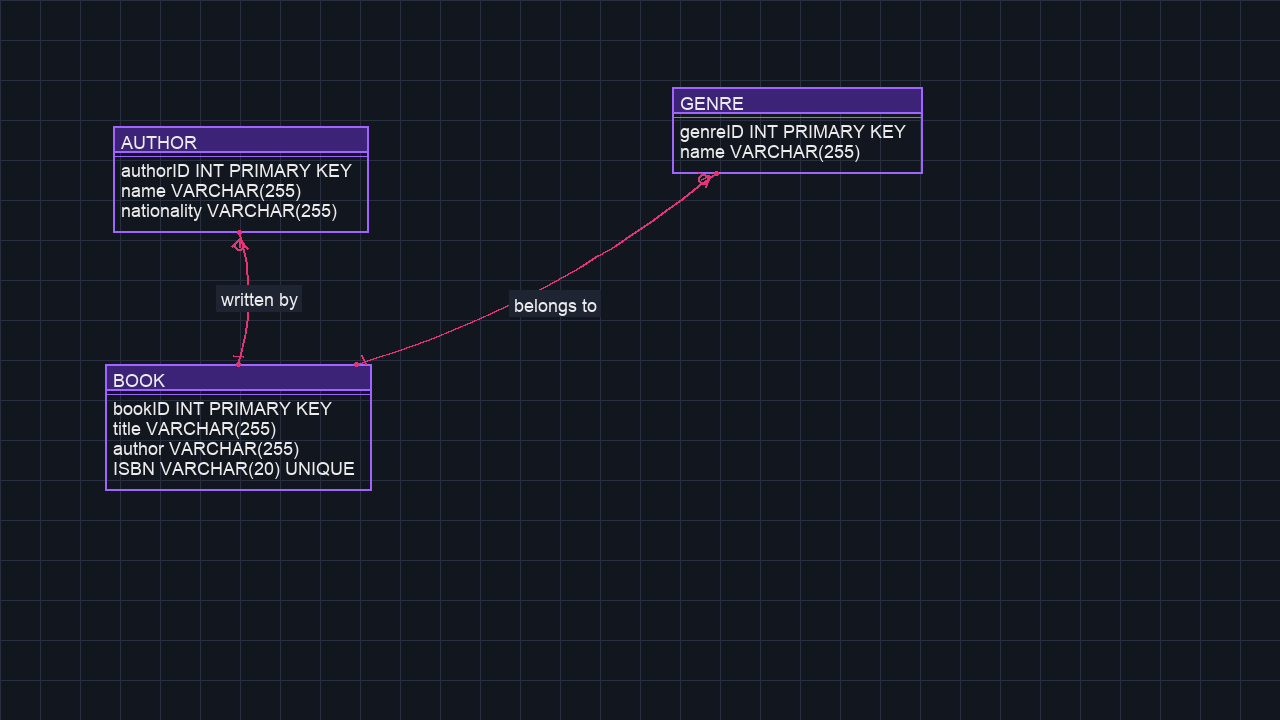 GENRE
genreID INT PRIMARY KEY
name VARCHAR(255)
AUTHOR
authorID INT PRIMARY KEY
name VARCHAR(255)
nationality VARCHAR(255)
written by
belongs to
BOOK
bookID INT PRIMARY KEY
title VARCHAR(255)
author VARCHAR(255)
ISBN VARCHAR(20) UNIQUE